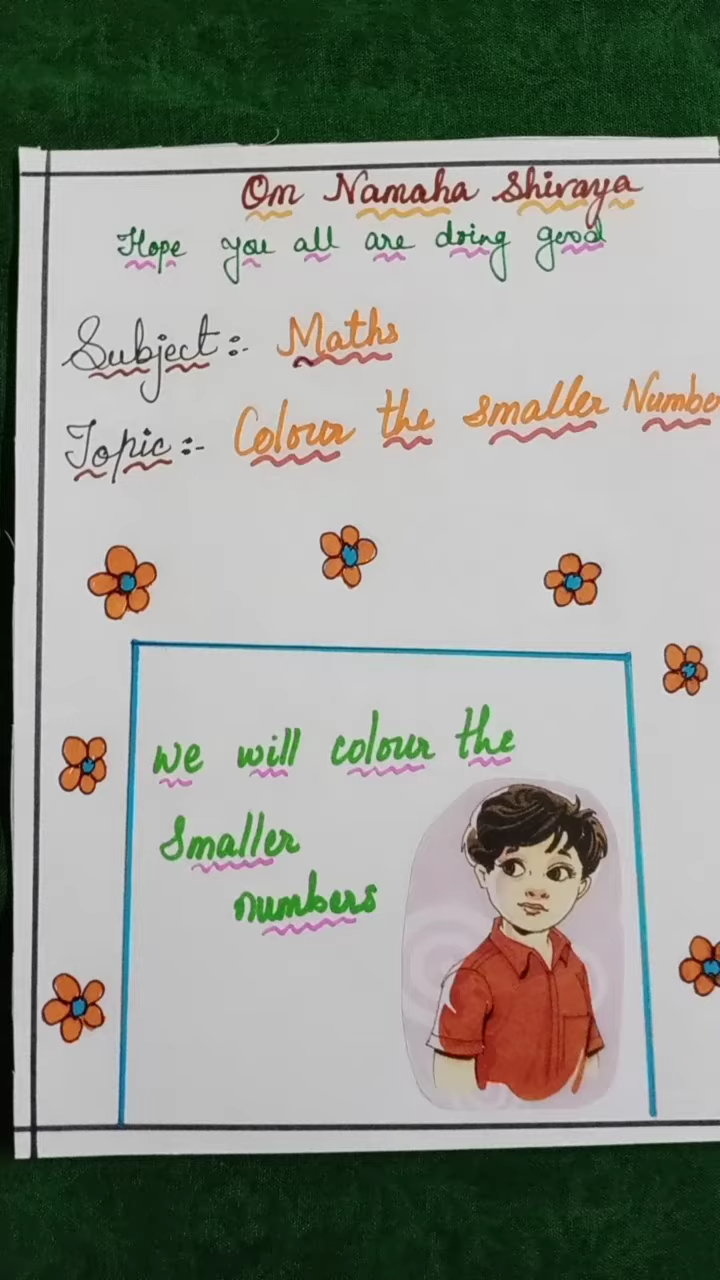 Om Namaha Shivaya
Hope you all are doing good
Subject:- Maths
Topic:- Colour the smaller Number
we will colour the
smaller
numbers